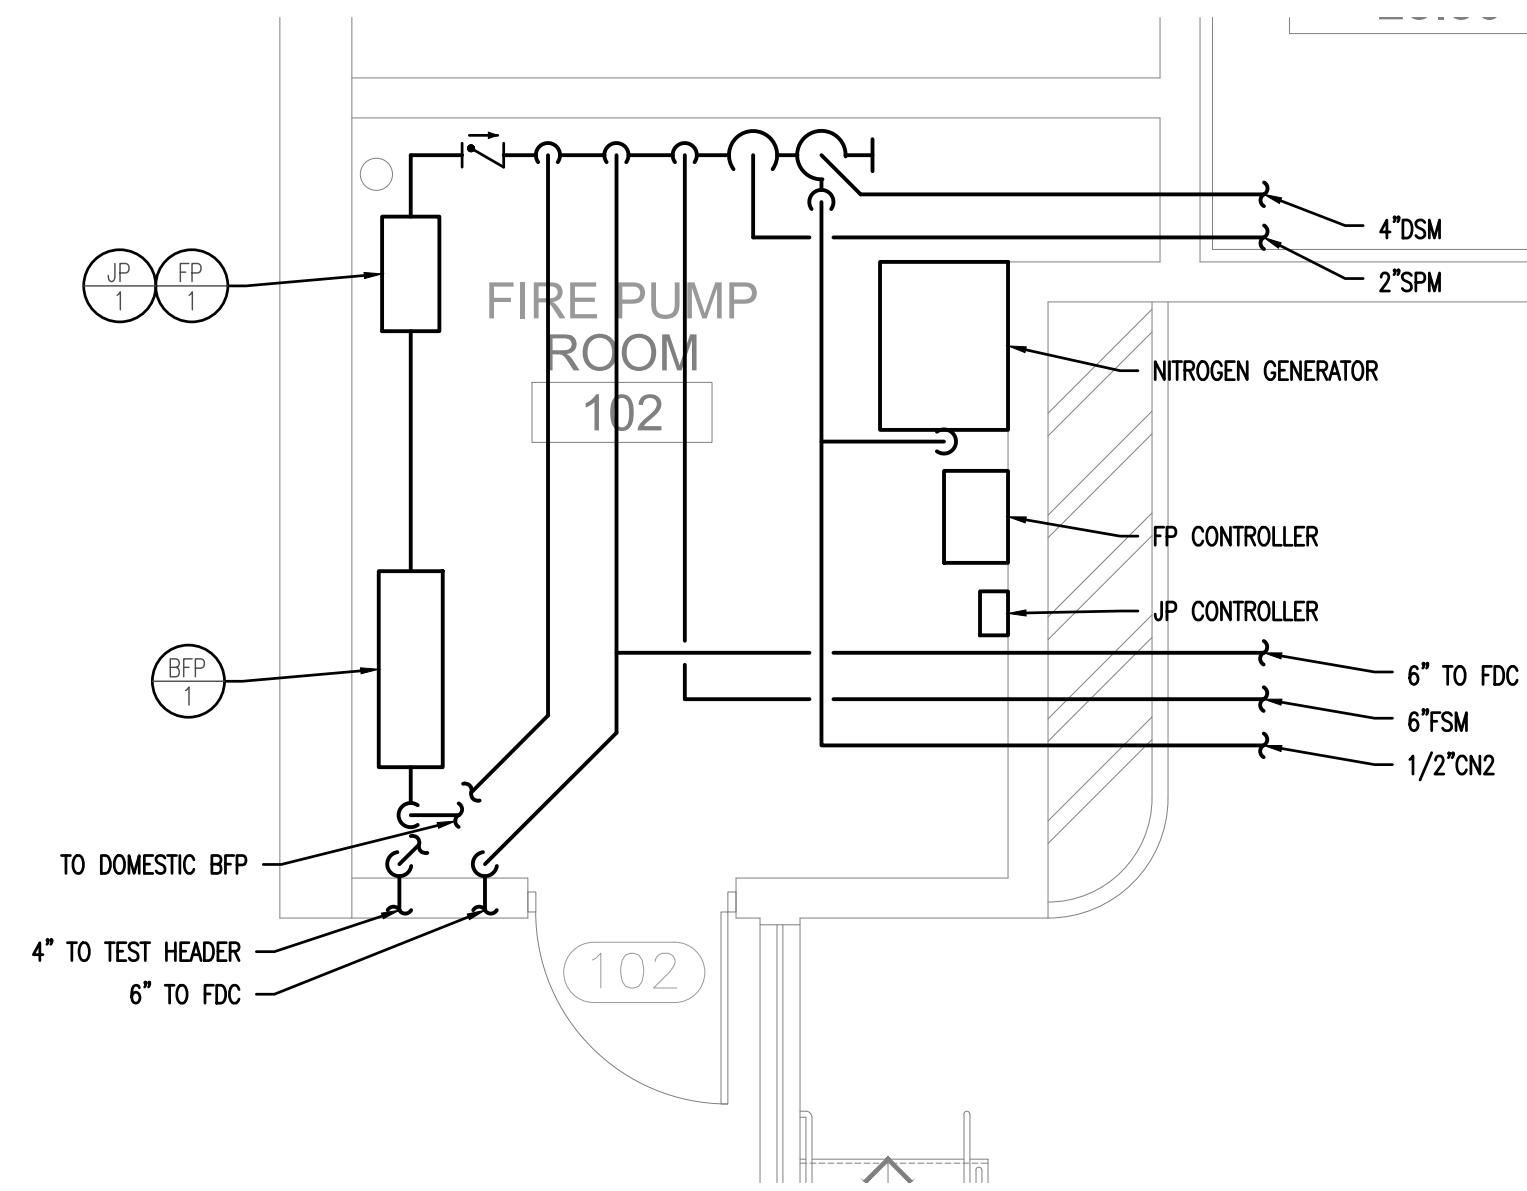 4"DSM
2"SPM
JP
1
FP
1
FIRE PUMP
ROOM
102
NITROGEN GENERATOR
FP CONTROLLER
JP CONTROLLER
BFP
1
6" TO FDC
6"FSM
1/2"CN2
TO DOMESTIC BFP
4" TO TEST HEADER
6" TO FDC
102